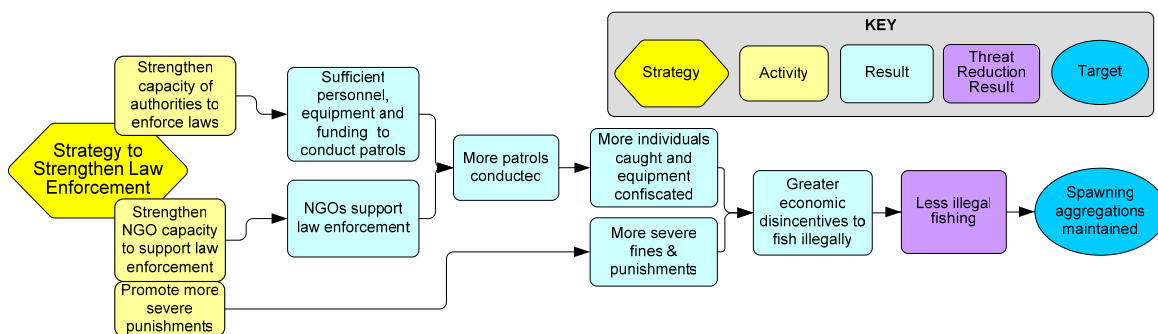 KEY
Strategy
Activity
Result
Threat
Reduction
Result
Target
Strategy to
Strengthen Law
Enforcement
Strengthen
capacity of
authorities to
enforce laws
Strengthen
NGO capacity
to support law
enforcement
Promote more
severe
punishments
Sufficient
personnel,
equipment and
funding to
conduct patrols
NGOs support
law enforcement
More patrols
conducted
More individuals
caught and
equipment
confiscated
More severe
fines &
punishments
Greater
economic
disincentives to
fish illegally
Less illegal
fishing
Spawning
aggregations
maintained